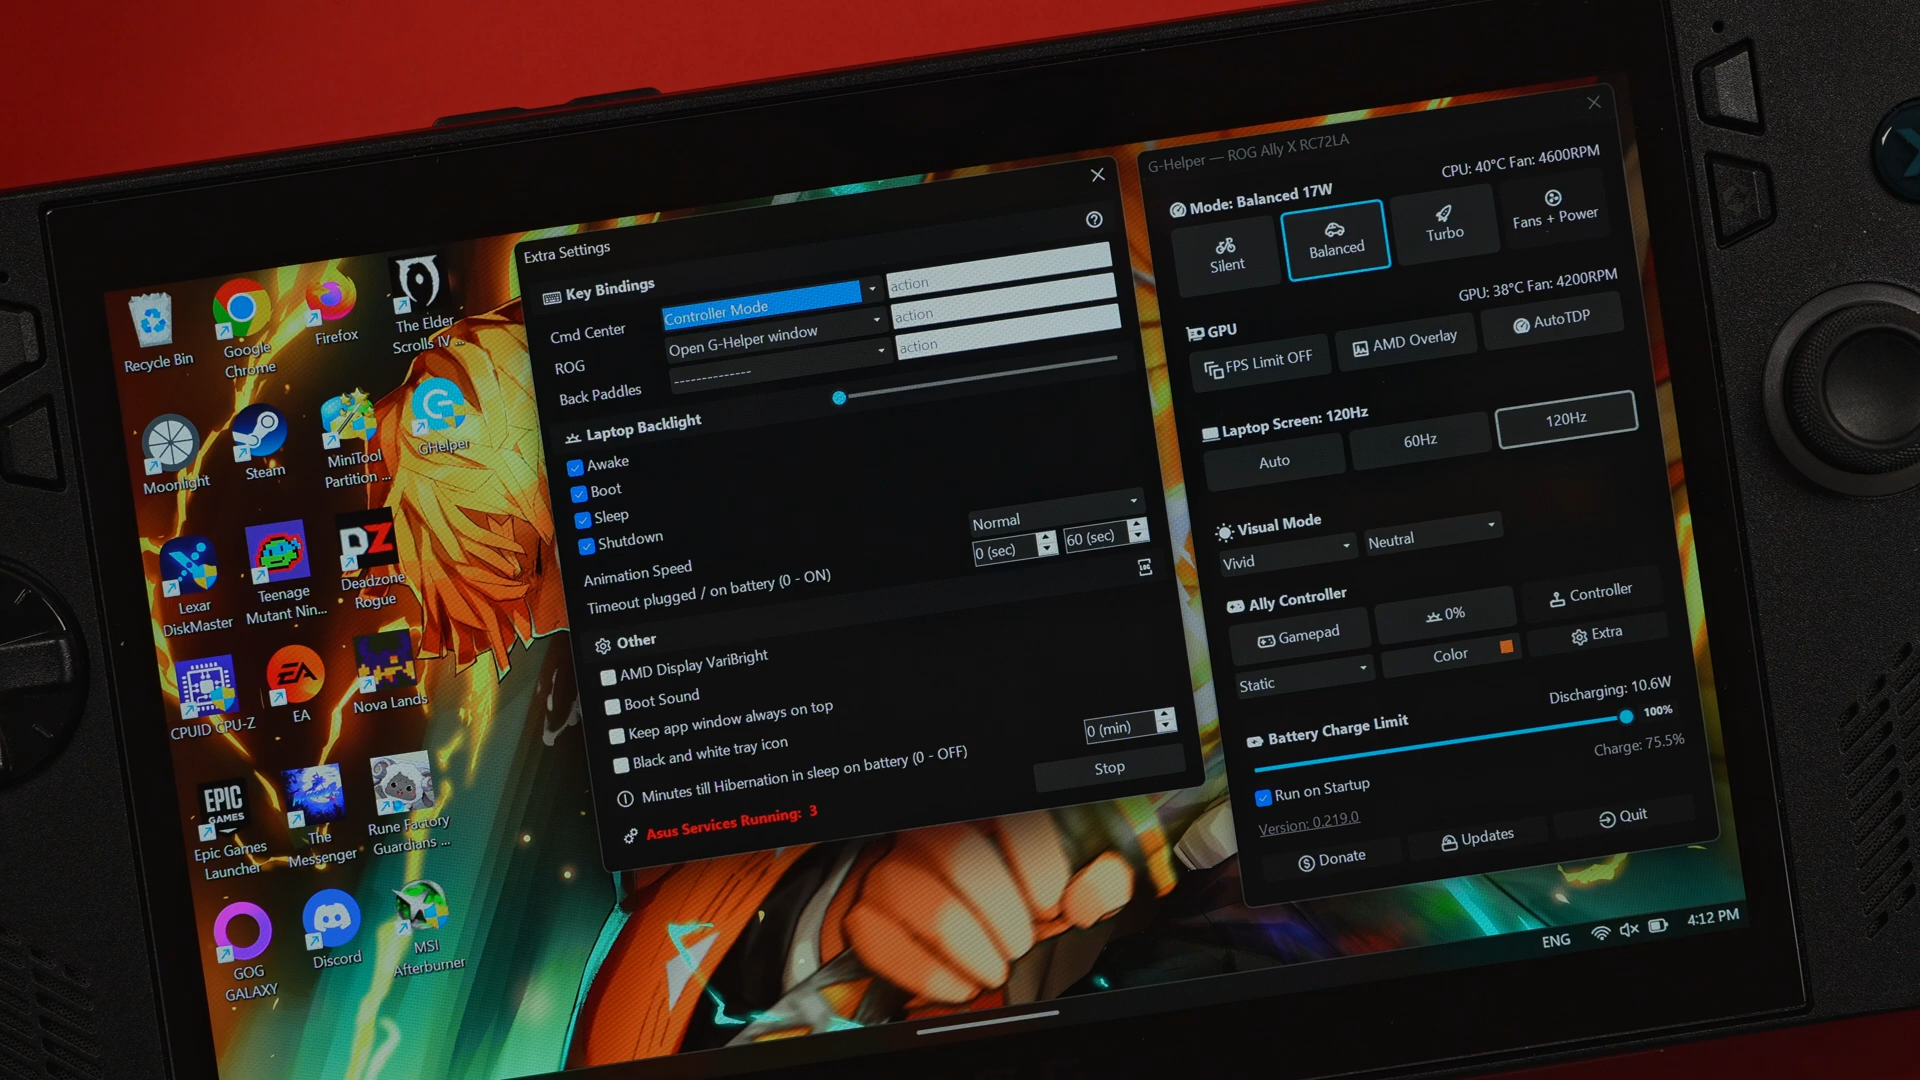 Recycle Bin
Google
Chrome
Firefox
The Elder
Scrolls IV ...
Moonlight
Steam
MiniTool
Partition ...
GHelper
Lexar
DiskMaster
Teenage
Mutant Nin...
DZ
Deadzone
Rogue
CPUID CPU-Z
EA
EA
Nova Lands
EPIC
GAMES
Epic Games
Launcher
The
Messenger
Rune Factory
Guardians ...
GOG
GALAXY
Discord
MSI
Afterburner
Extra Settings
Key Bindings
Cmd Center
Controller Mode
action
ROG
Open G-Helper window
action
Back Paddles
--------------
action
Laptop Backlight
Awake
Boot
Sleep
Shutdown
Animation Speed
Normal
Timeout plugged / on battery (0 - ON)
0 (sec)
60 (sec)
LOG
Other
AMD Display VariBright
Boot Sound
Keep app window always on top
Black and white tray icon
Minutes till Hibernation in sleep on battery (0 - OFF)
0 (min)
Asus Services Running: 3
Stop
G-Helper — ROG Ally X RC72LA
Mode: Balanced 17W
CPU: 40°C Fan: 4600RPM
Silent
Balanced
Turbo
Fans + Power
GPU
GPU: 38°C Fan: 4200RPM
FPS Limit OFF
AMD Overlay
AutoTDP
Laptop Screen: 120Hz
Auto
60Hz
120Hz
Visual Mode
Vivid
Neutral
Ally Controller
Gamepad
0%
Controller
Static
Color
Extra
Battery Charge Limit
Discharging: 10.6W
100%
Charge: 75.5%
Run on Startup
Version: 0.219.0
Donate
Updates
Quit
ENG
4:12 PM